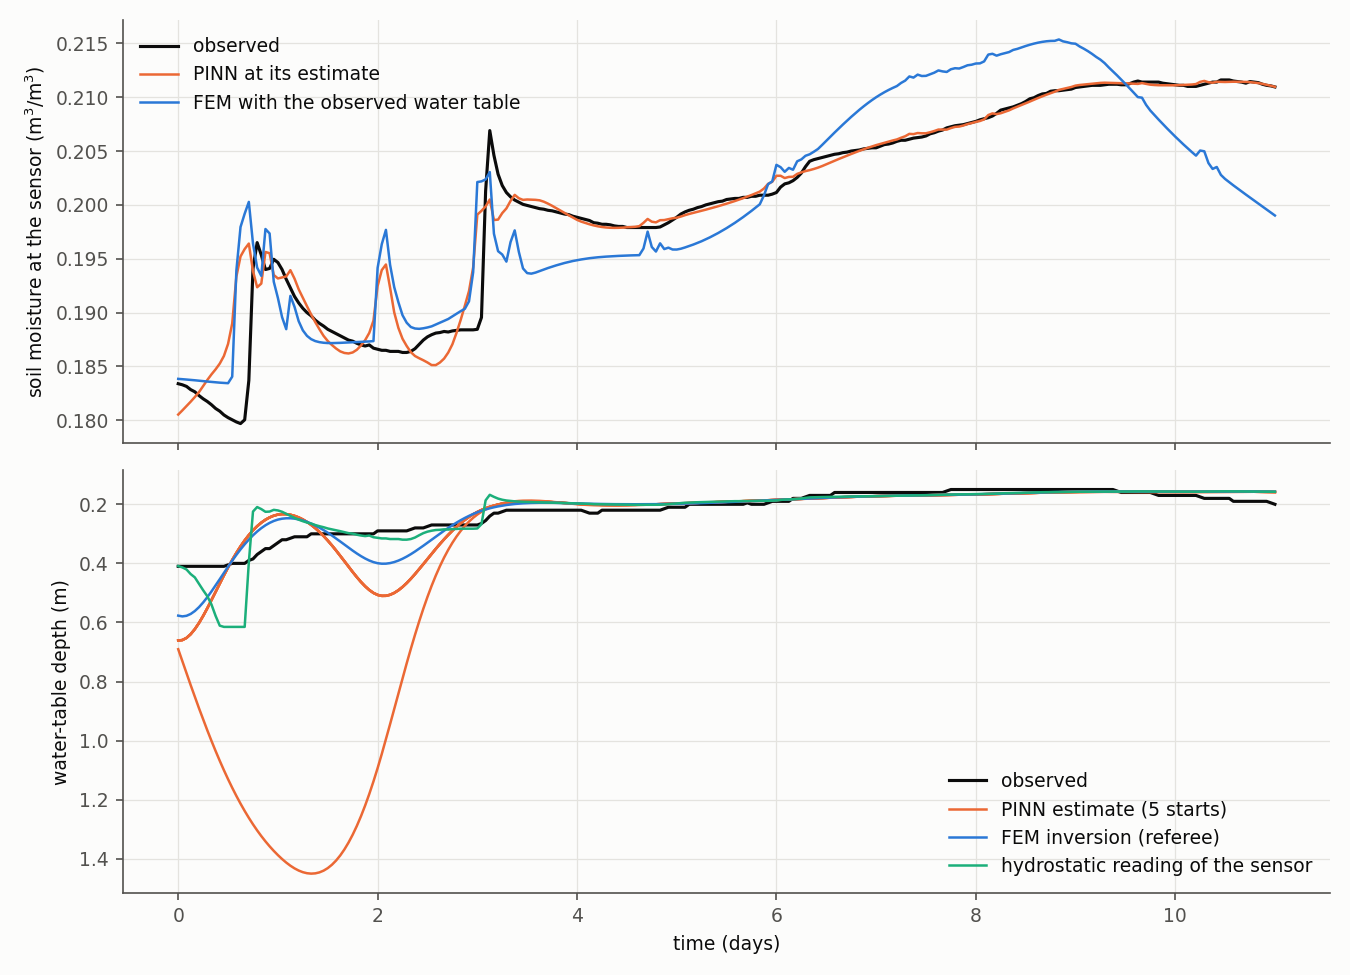 soil moisture at the sensor (m³/m³)
0.215
0.210
0.205
0.200
0.195
0.190
0.185
0.180
observed
PINN at its estimate
FEM with the observed water table
water-table depth (m)
0.2
0.4
0.6
0.8
1.0
1.2
1.4
observed
PINN estimate (5 starts)
FEM inversion (referee)
hydrostatic reading of the sensor
0 2 4 6 8 10
time (days)